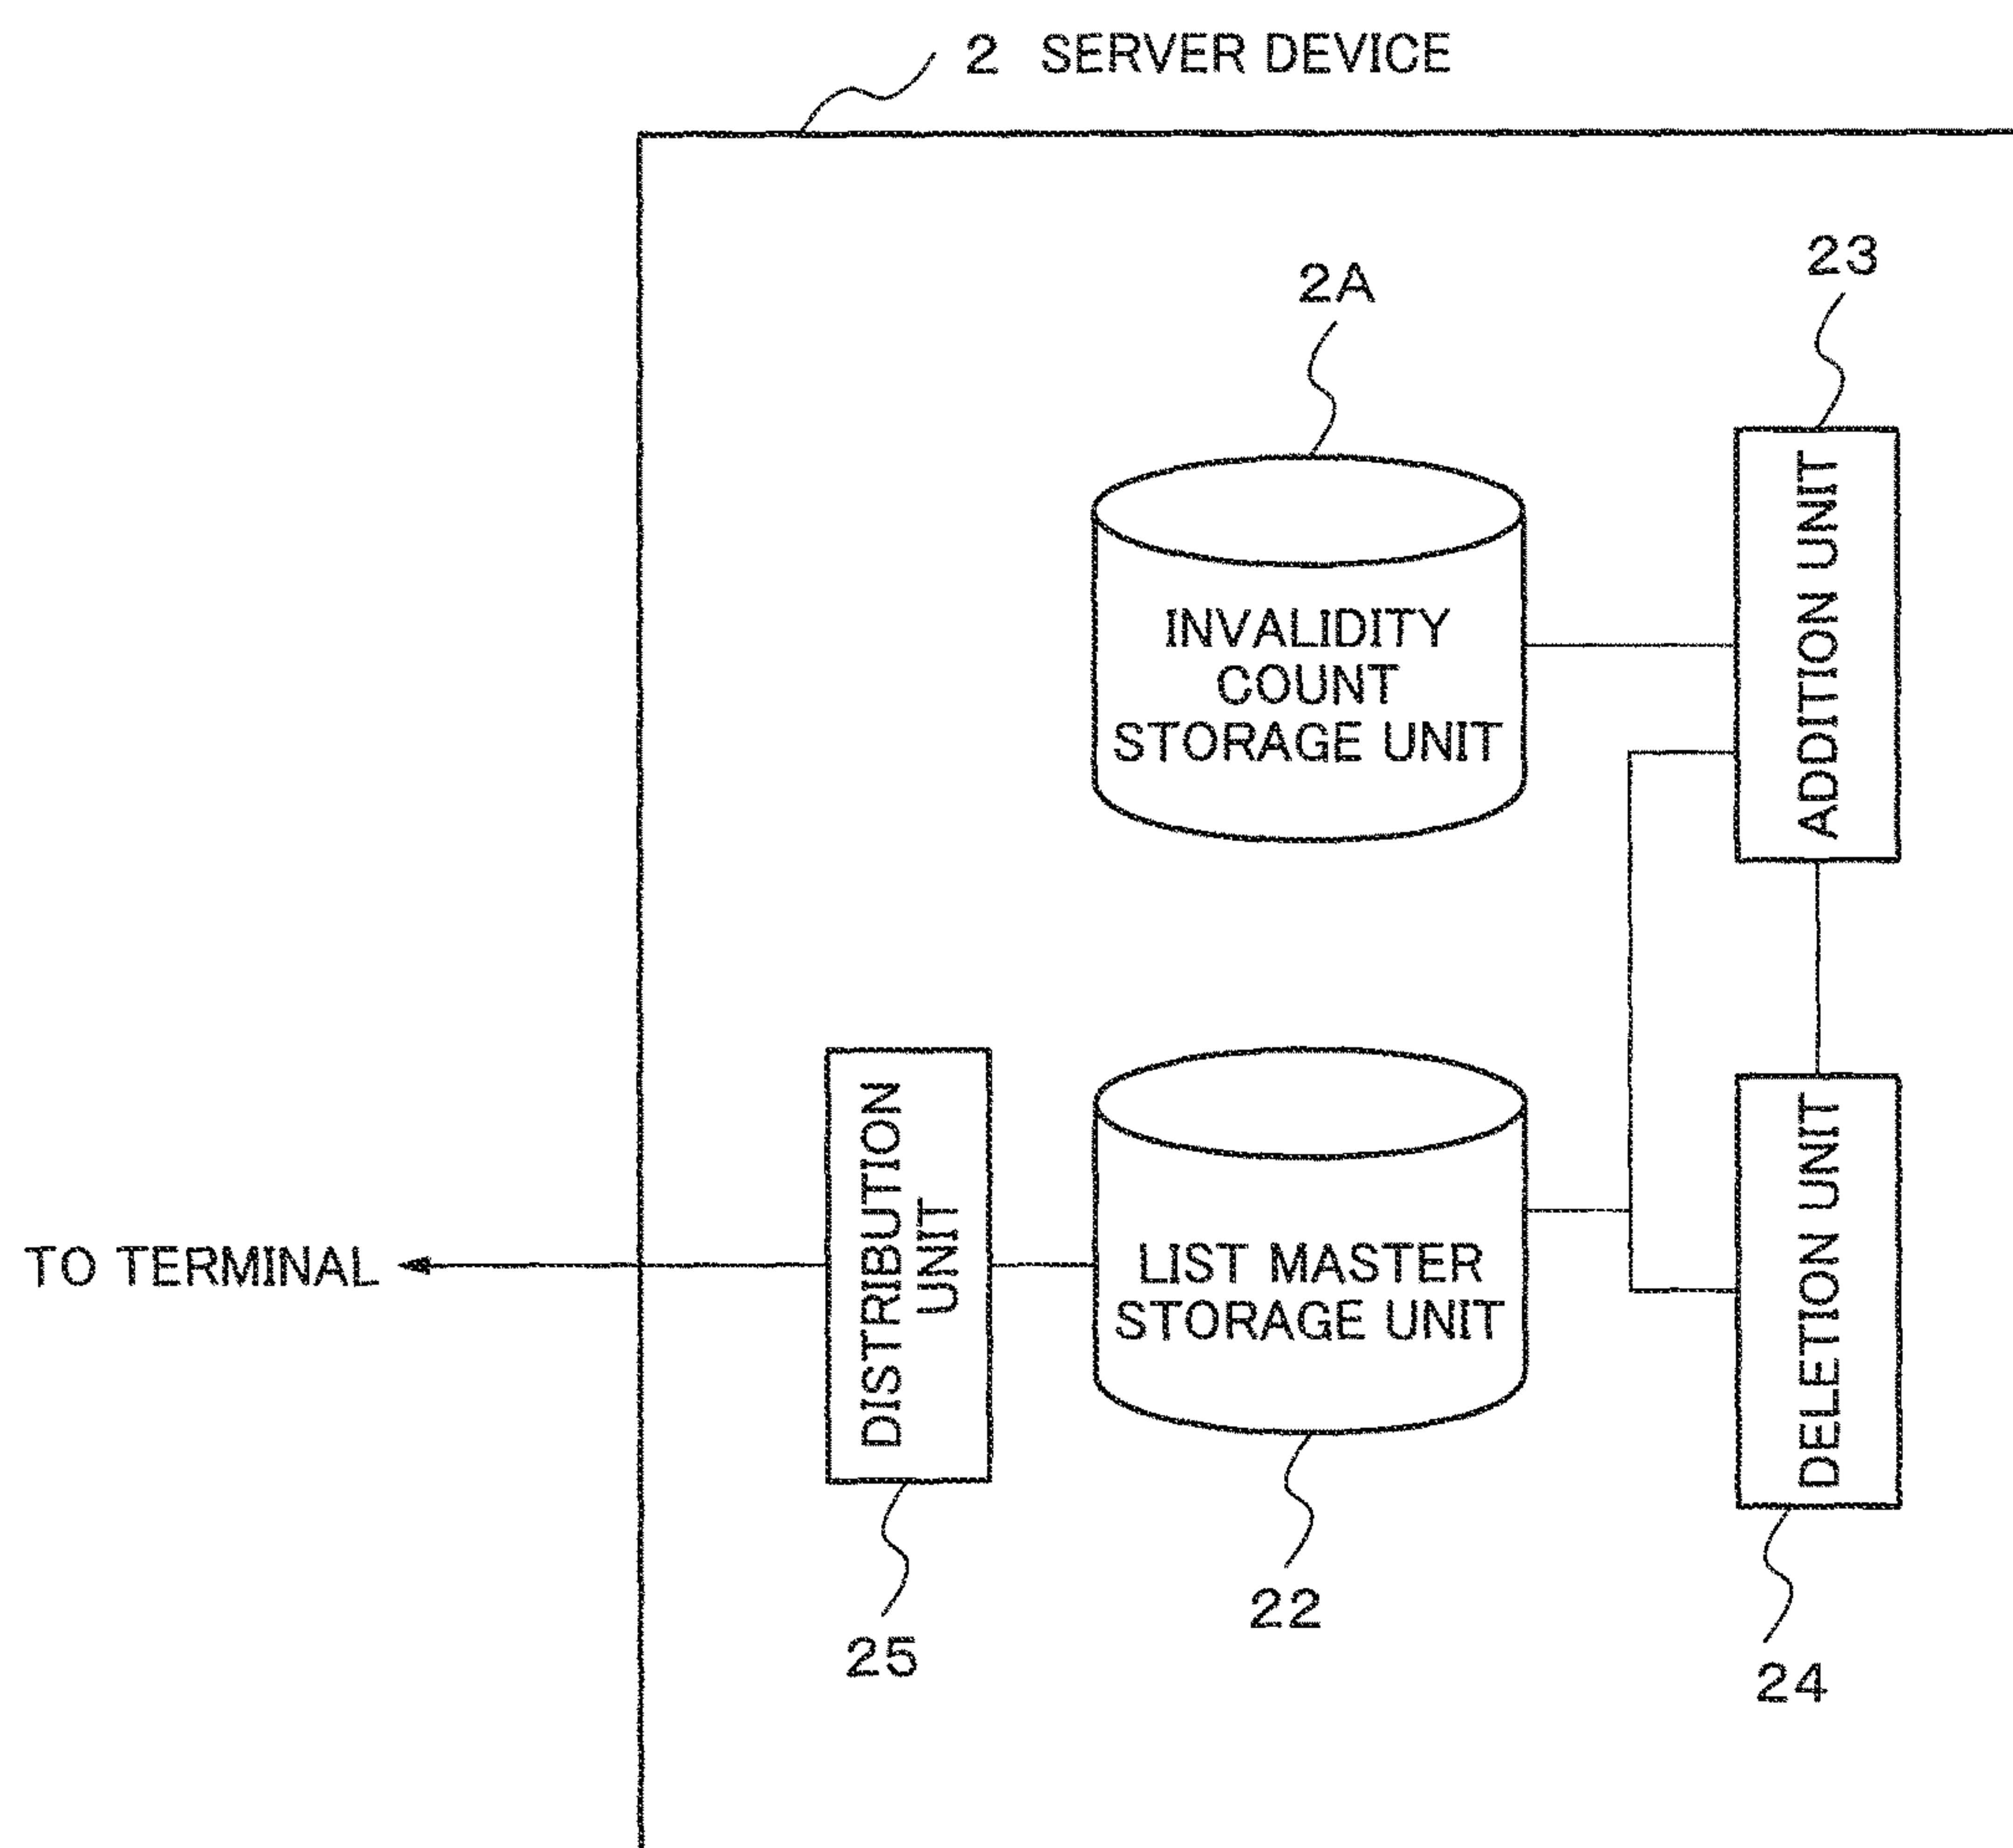 2 SERVER DEVICE
23
2A
ADDITION UNIT
INVALIDITY
COUNT
STORAGE UNIT
DISTRIBUTION
UNIT
LIST MASTER
STORAGE UNIT
DELETION UNIT
TO TERMINAL
22
25
24